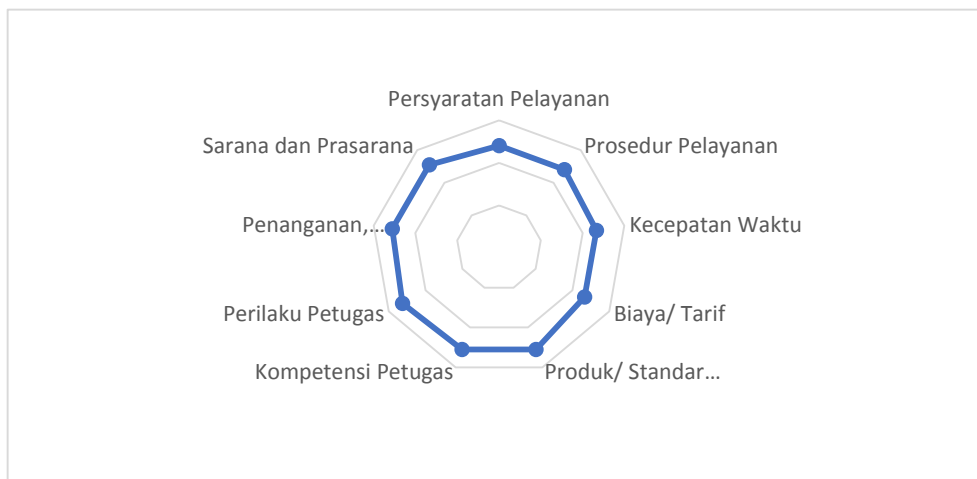 Persyaratan Pelayanan
Prosedur Pelayanan
Kecepatan Waktu
Biaya/ Tarif
Produk/ Standar...
Kompetensi Petugas
Perilaku Petugas
Penanganan,...
Sarana dan Prasarana